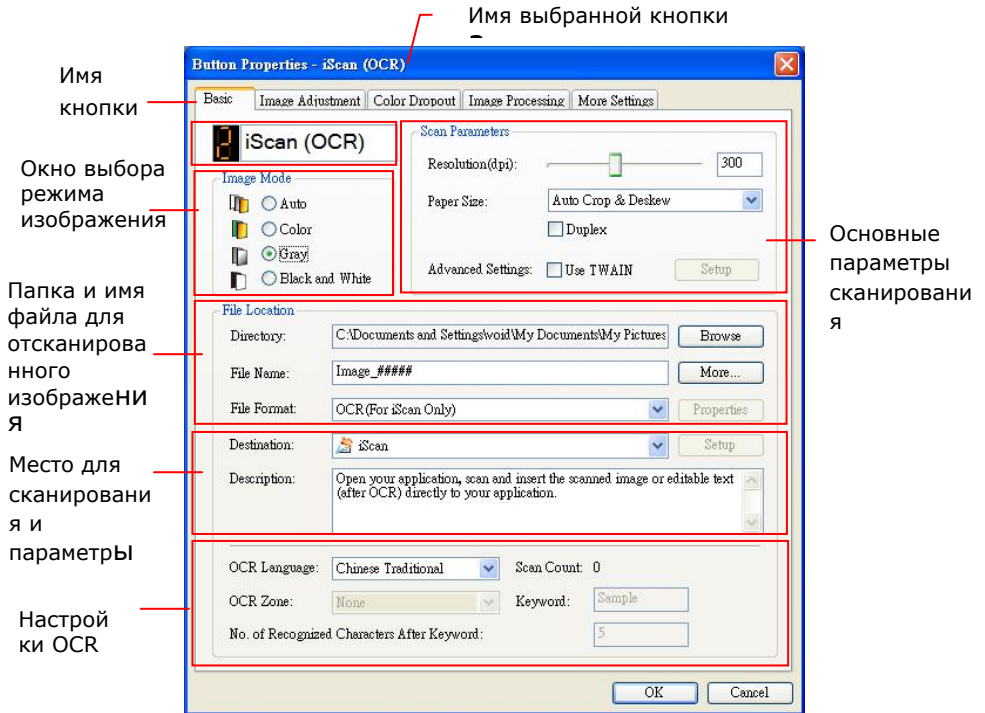 Имя выбранной кнопки
Button Properties - iScan (OCR)
Имя
кнопки
Basic
Image Adjustment
Color Dropout
Image Processing
More Settings
2
iScan (OCR)
Окно выбора
режима
изображения
Image Mode
Auto
Color
Gray
Black and White
Scan Parameters
Resolution(dpi):
300
Paper Size:
Auto Crop & Deskew
Duplex
Advanced Settings:
Use TWAIN
Setup
Основные
параметры
сканировани
я
Папка и имя
файла для
отсканирова
нного
изображеНИ
Я
File Location
Directory:
C:\Documents and Settings\void\My Documents\My Pictures
Browse
File Name:
Image_#####
More...
File Format:
OCR(For iScan Only)
Properties
Место для
сканировани
я и
параметрЫ
Destination:
iScan
Setup
Description:
Open your application, scan and insert the scanned image or editable text
(after OCR) directly to your application.
Настрой
ки OCR
OCR Language:
Chinese Traditional
Scan Count: 0
OCR Zone:
None
Keyword:
Sample
No. of Recognized Characters After Keyword:
5
OK
Cancel